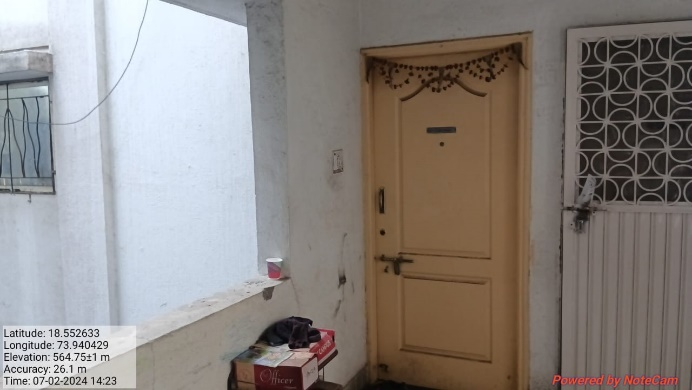 Officer
Latitude: 18.552633
Longitude: 73.940429
Elevation: 564.75±1 m
Accuracy: 26.1 m
Time: 07-02-2024 14:23
Powered by NoteCam